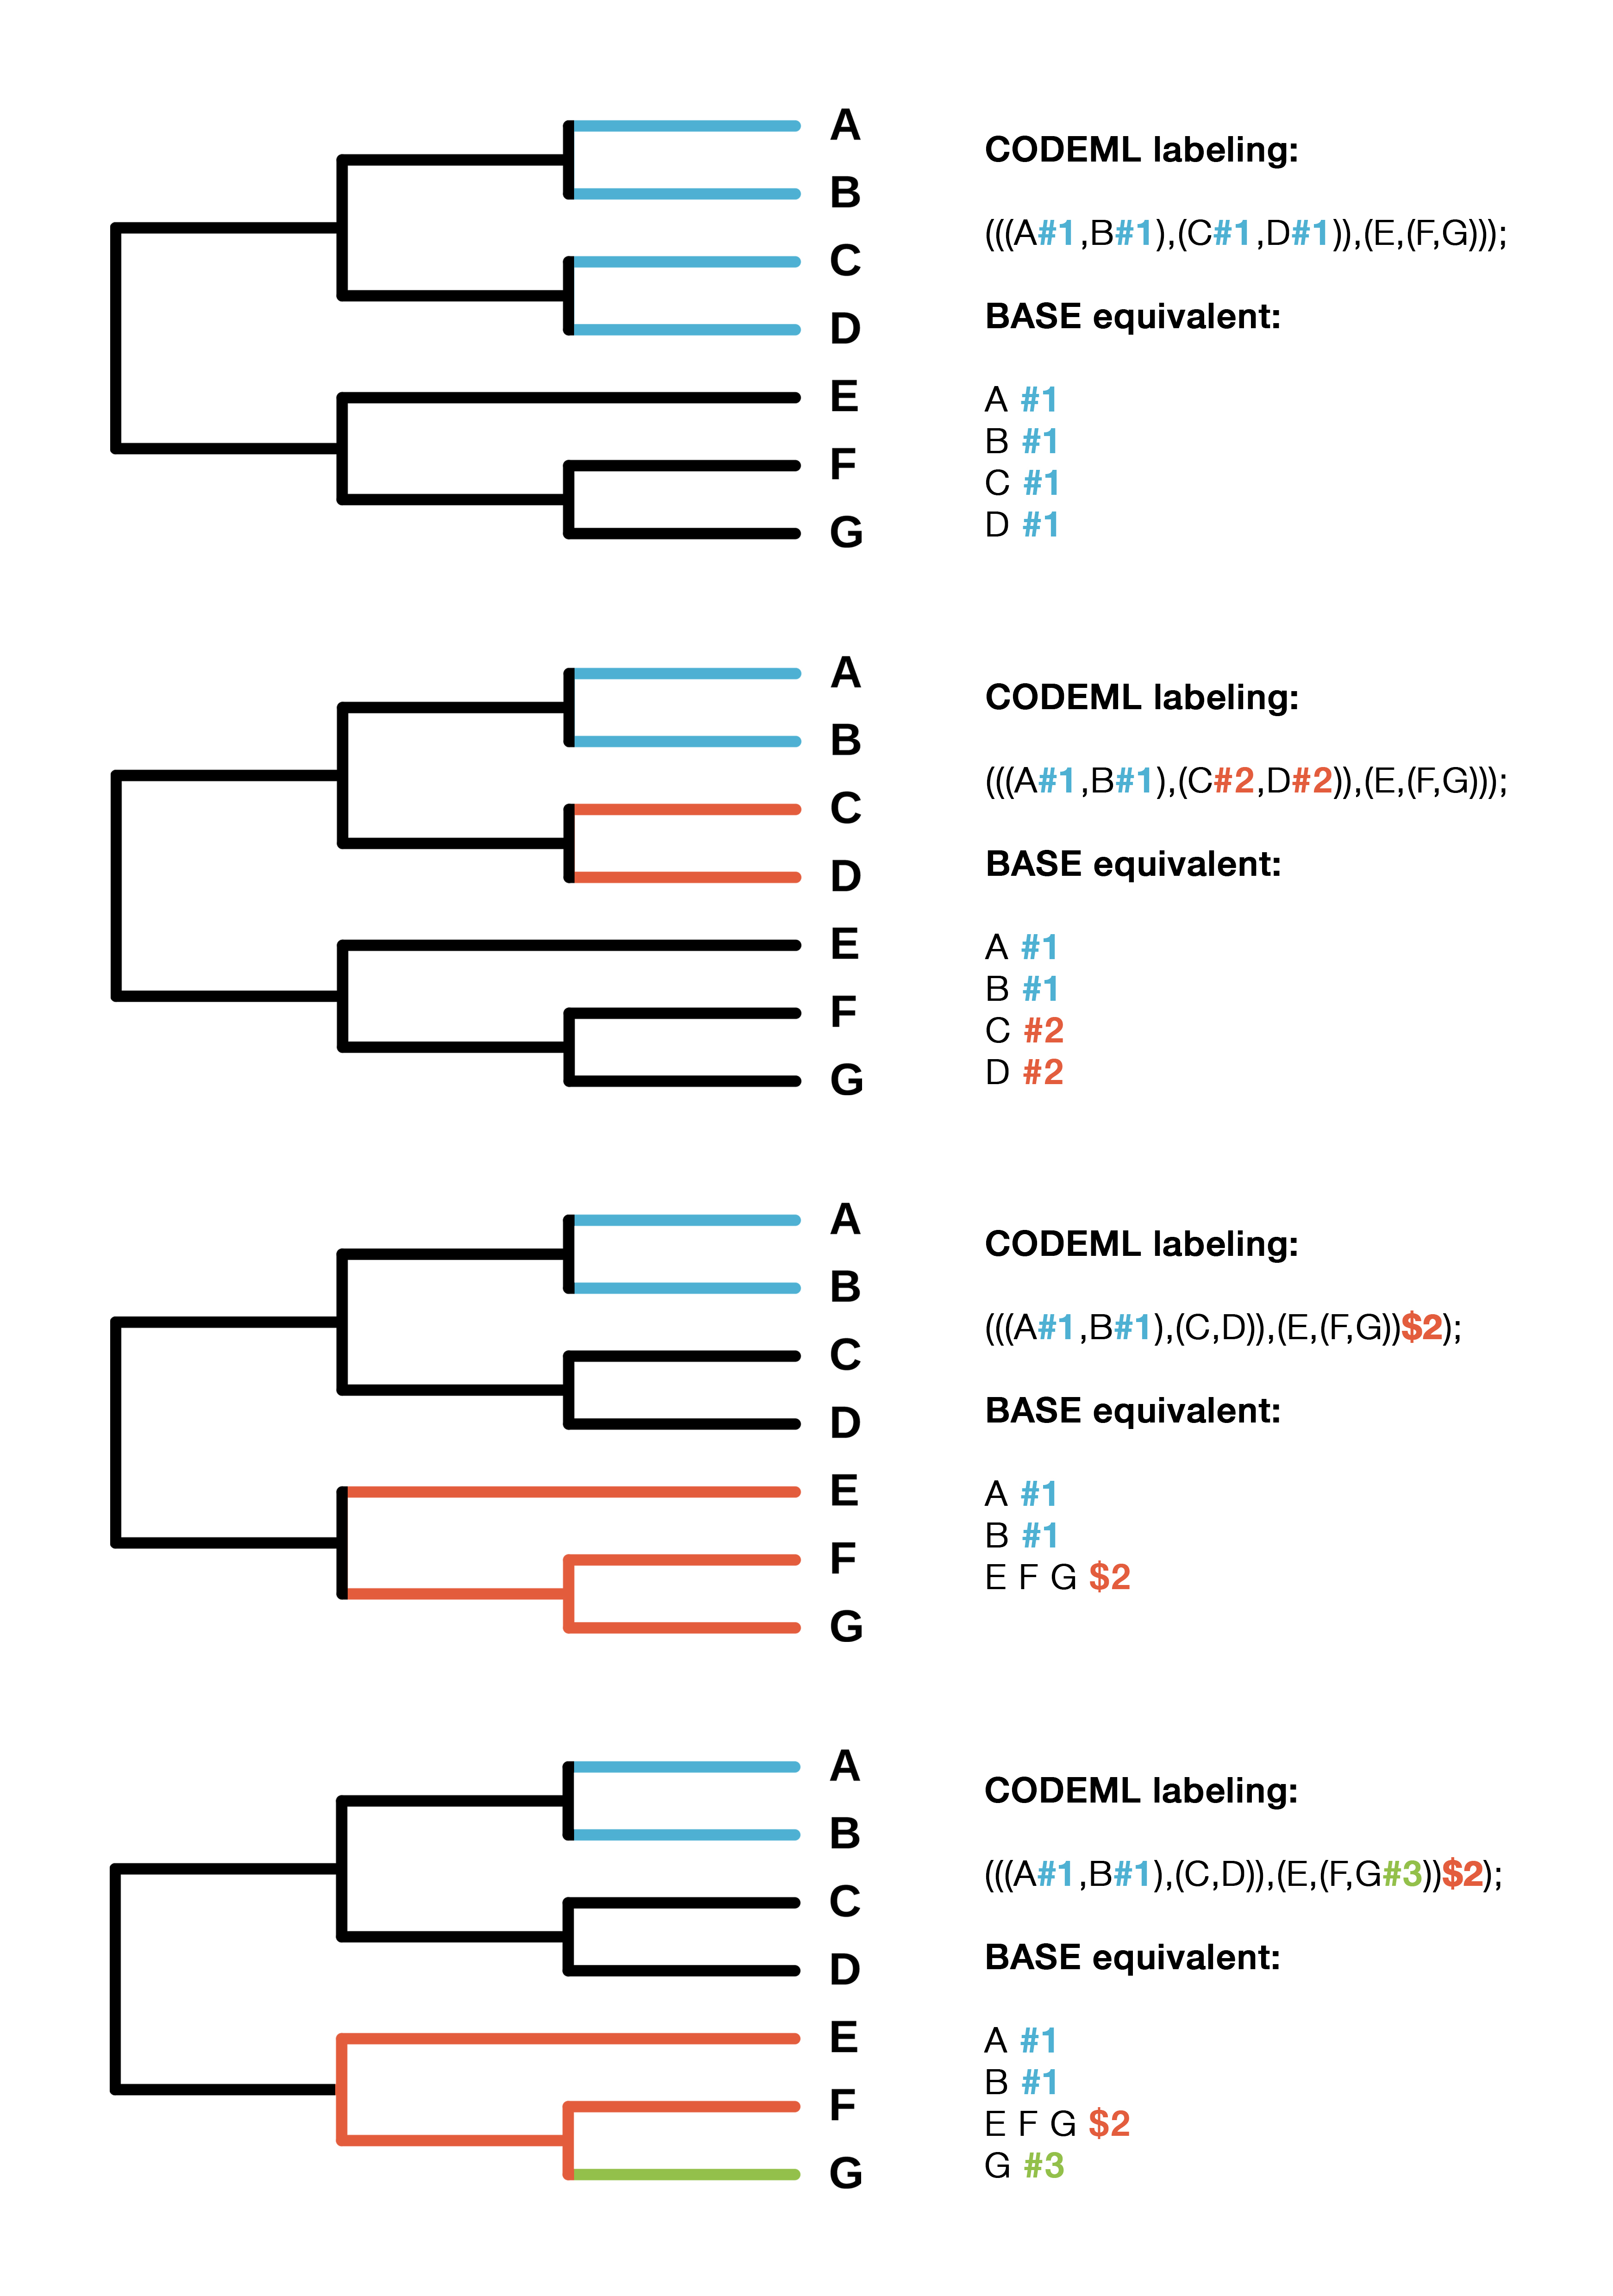 A
B
C
D
E
F
G
CODEML labeling:
(((A#1,B#1),(C#1,D#1)),(E,(F,G)));
BASE equivalent:
A #1
B #1
C #1
D #1
A
B
C
D
E
F
G
CODEML labeling:
(((A#1,B#1),(C#2,D#2)),(E,(F,G)));
BASE equivalent:
A #1
B #1
C #2
D #2
A
B
C
D
E
F
G
CODEML labeling:
(((A#1,B#1),(C,D)),(E,(F,G))$2);
BASE equivalent:
A #1
B #1
E F G $2
A
B
C
D
E
F
G
CODEML labeling:
(((A#1,B#1),(C,D)),(E,(F,G#3))$2);
BASE equivalent:
A #1
B #1
E F G $2
G #3